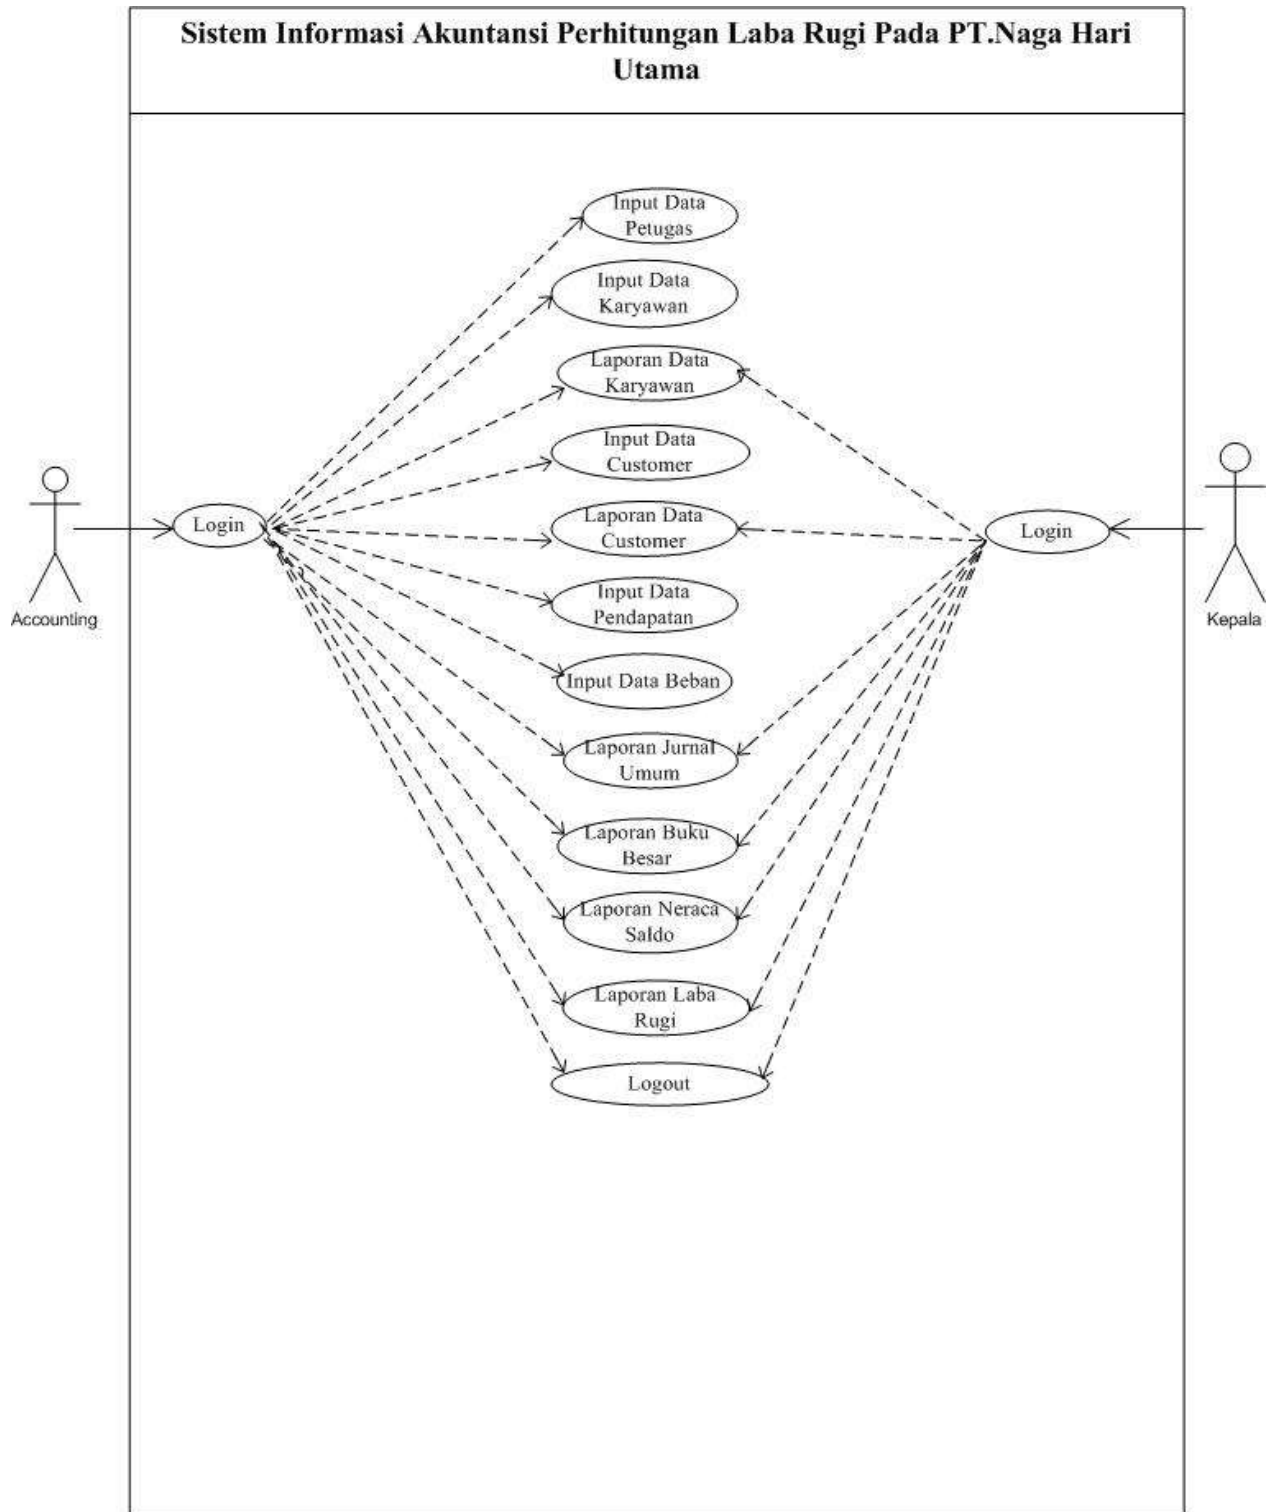 Sistem Informasi Akuntansi Perhitungan Laba Rugi Pada PT.Naga Hari
Utama
Input Data
Petugas
Input Data
Karyawan
Laporan Data
Karyawan
Input Data
Customer
Login
Laporan Data
Customer
Login
Input Data
Pendapatan
Accounting
Kepala
Input Data Beban
Laporan Jurnal
Umum
Laporan Buku
Besar
Laporan Neraca
Saldo
Laporan Laba
Rugi
Logout